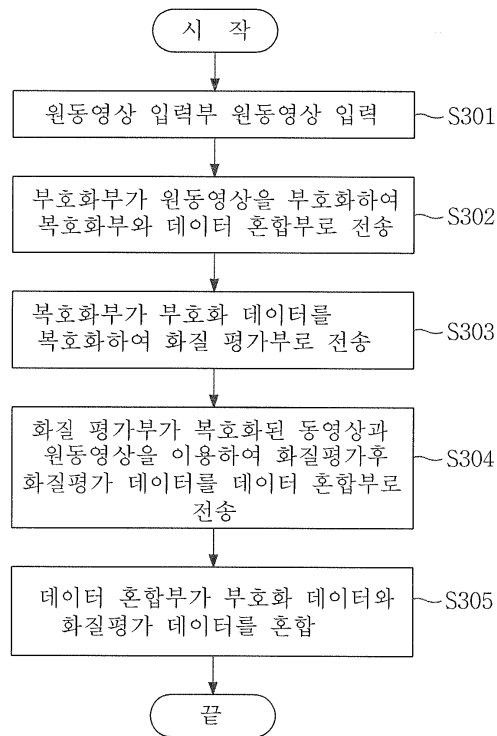 시 작
원동영상 입력부 원동영상 입력
S301
부호화부가 원동영상을 부호화하여
복호화부와 데이터 혼합부로 전송
S302
복호화부가 부호화 데이터를
복호화하여 화질 평가부로 전송
S303
화질 평가부가 복호화된 동영상과
원동영상을 이용하여 화질평가후
화질평가 데이터를 데이터 혼합부로
전송
S304
데이터 혼합부가 부호화 데이터와
화질평가 데이터를 혼합
S305
끝